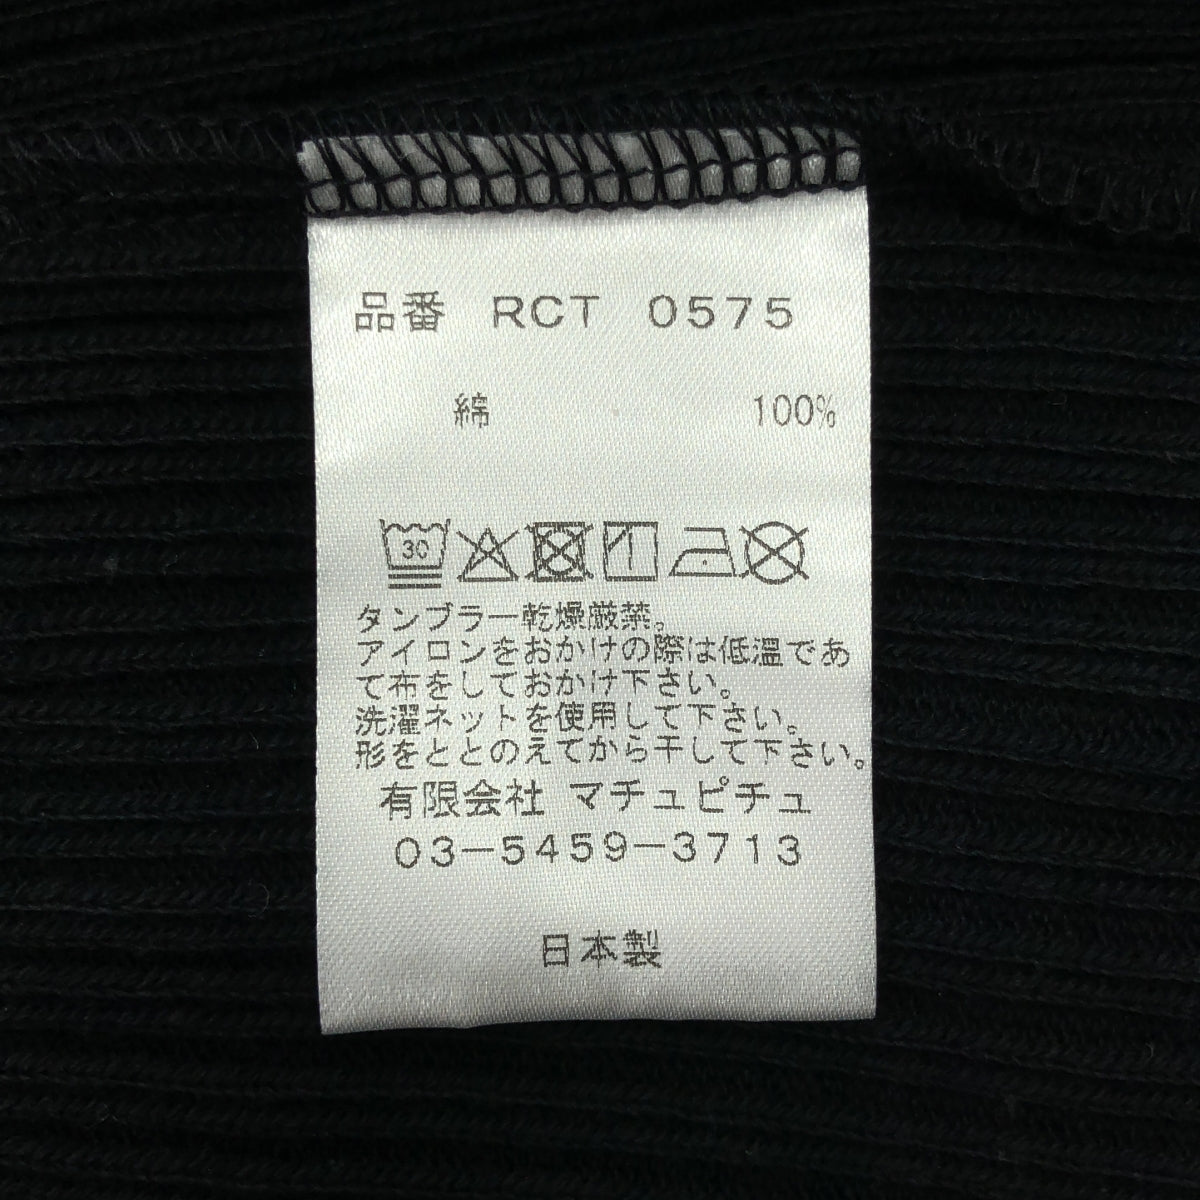 品番 RCT 0575
綿 100%
30
タンブラー乾燥厳禁。
アイロンをおかけの際は低温であ
て布をしておかけ下さい。
洗濯ネットを使用して下さい。
形をととのえてから干して下さい。
有限会社 マチュピチュ
03-5459-3713
日本製